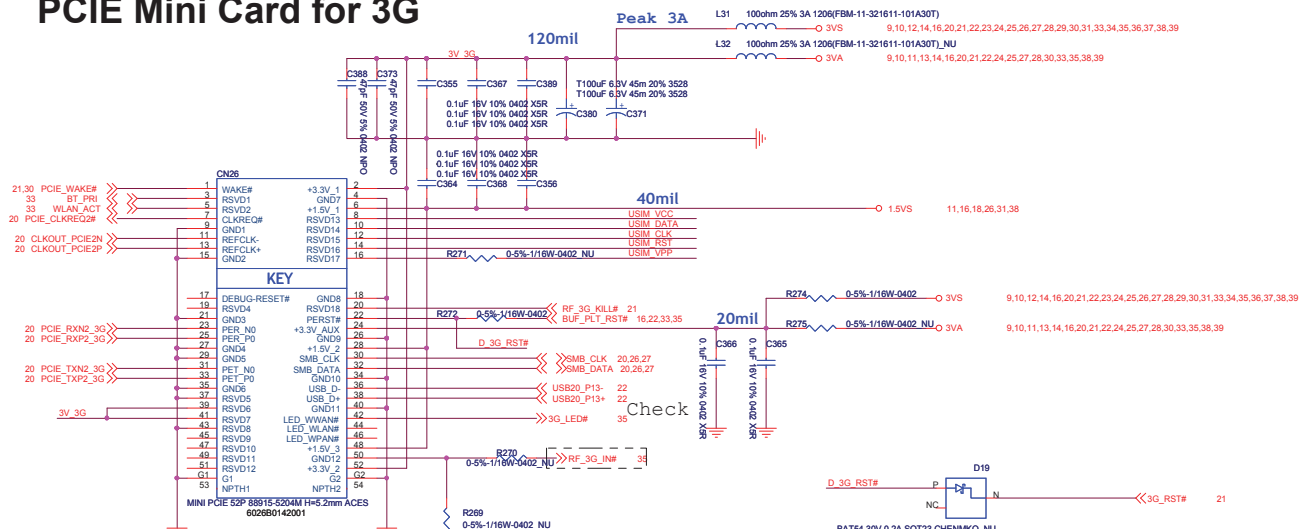 PCIE Mini Card for 3G
Peak 3A
L31 100ohm 25% 3A 1206(FBM-11-321611-101A30T)
3VS 9,10,12,14,16,20,21,22,23,24,25,26,27,28,29,30,31,33,34,35,36,37,38,39
120mil
L32 100ohm 25% 3A 1206(FBM-11-321611-101A30T)_NU
3V_3G
3VA 9,10,11,13,14,16,20,21,22,24,25,27,28,30,33,35,38,39
C388
47pF 50V 5% 0402 NPO
C373
47pF 50V 5% 0402 NPO
C355
C367
C389
T100uF 6.3V 45m 20% 3528
T100uF 6.3V 45m 20% 3528
0.1uF 16V 10% 0402 X5R
0.1uF 16V 10% 0402 X5R
0.1uF 16V 10% 0402 X5R
C380
C371
0.1uF 16V 10% 0402 X5R
0.1uF 16V 10% 0402 X5R
0.1uF 16V 10% 0402 X5R
C364
C368
C356
CN26
21,30 PCIE_WAKE# 1 WAKE# +3.3V_1 2
33 BT_PRI 3 RSVD1 GND7 4
40mil
33 WLAN_ACT 5 RSVD2 +1.5V_1 6
1.5VS 11,16,18,26,31,38
20 PCIE_CLKREQ2# 7 CLKREQ# RSVD13 8 USIM_VCC
9 GND1 RSVD14 10 USIM_DATA
20 CLKOUT_PCIE2N 11 REFCLK- RSVD15 12 USIM_CLK
20 CLKOUT_PCIE2P 13 REFCLK+ RSVD16 14 USIM_RST
15 GND2 RSVD17 16 R271 0-5%-1/16W-0402_NU USIM_VPP
KEY
17 DEBUG-RESET# GND8 18
R274 0-5%-1/16W-0402 3VS 9,10,12,14,16,20,21,22,23,24,25,26,27,28,29,30,31,33,34,35,36,37,38,39
19 RSVD4 RSVD18 20 RF_3G_KILL# 21
21 GND3 PERST# 22 R272 0-5%-1/16W-0402 BUF_PLT_RST# 16,22,33,35
20mil
20 PCIE_RXN2_3G 23 PER_N0 +3.3V_AUX 24
R275 0-5%-1/16W-0402_NU 3VA 9,10,11,13,14,16,20,21,22,24,25,27,28,30,33,35,38,39
20 PCIE_RXP2_3G 25 PER_P0 GND9 26
27 GND4 +1.5V_2 28 D_3G_RST#
C366
0.1uF 16V 10% 0402 X5R
C365
0.1uF 16V 10% 0402 X5R
29 GND5 SMB_CLK 30 SMB_CLK 20,26,27
20 PCIE_TXN2_3G 31 PET_N0 SMB_DATA 32 SMB_DATA 20,26,27
20 PCIE_TXP2_3G 33 PET_P0 GND10 34
35 GND6 USB_D- 36 USB20_P13- 22
37 RSVD5 USB_D+ 38 USB20_P13+ 22
Check
3V_3G
39 RSVD6 GND11 40
41 RSVD7 LED_WWAN# 42 3G_LED# 35
43 RSVD8 LED_WLAN# 44
45 RSVD9 LED_WPAN# 46
47 RSVD10 +1.5V_3 48
49 RSVD11 GND12 50 R270 0-5%-1/16W-0402_NU RF_3G_IN# 35
51 RSVD12 +3.3V_2 52
G1 G1 G2 G2
53 NPTH1 NPTH2 54
MINI PCIE 52P 88915-5204M H=5.2mm ACES
6026B0142001
R269
0-5%-1/16W-0402_NU
D19
D_3G_RST# P N 3G_RST# 21
NC
BAT54 30V 0.2A SOT23 CHENMKO_NU